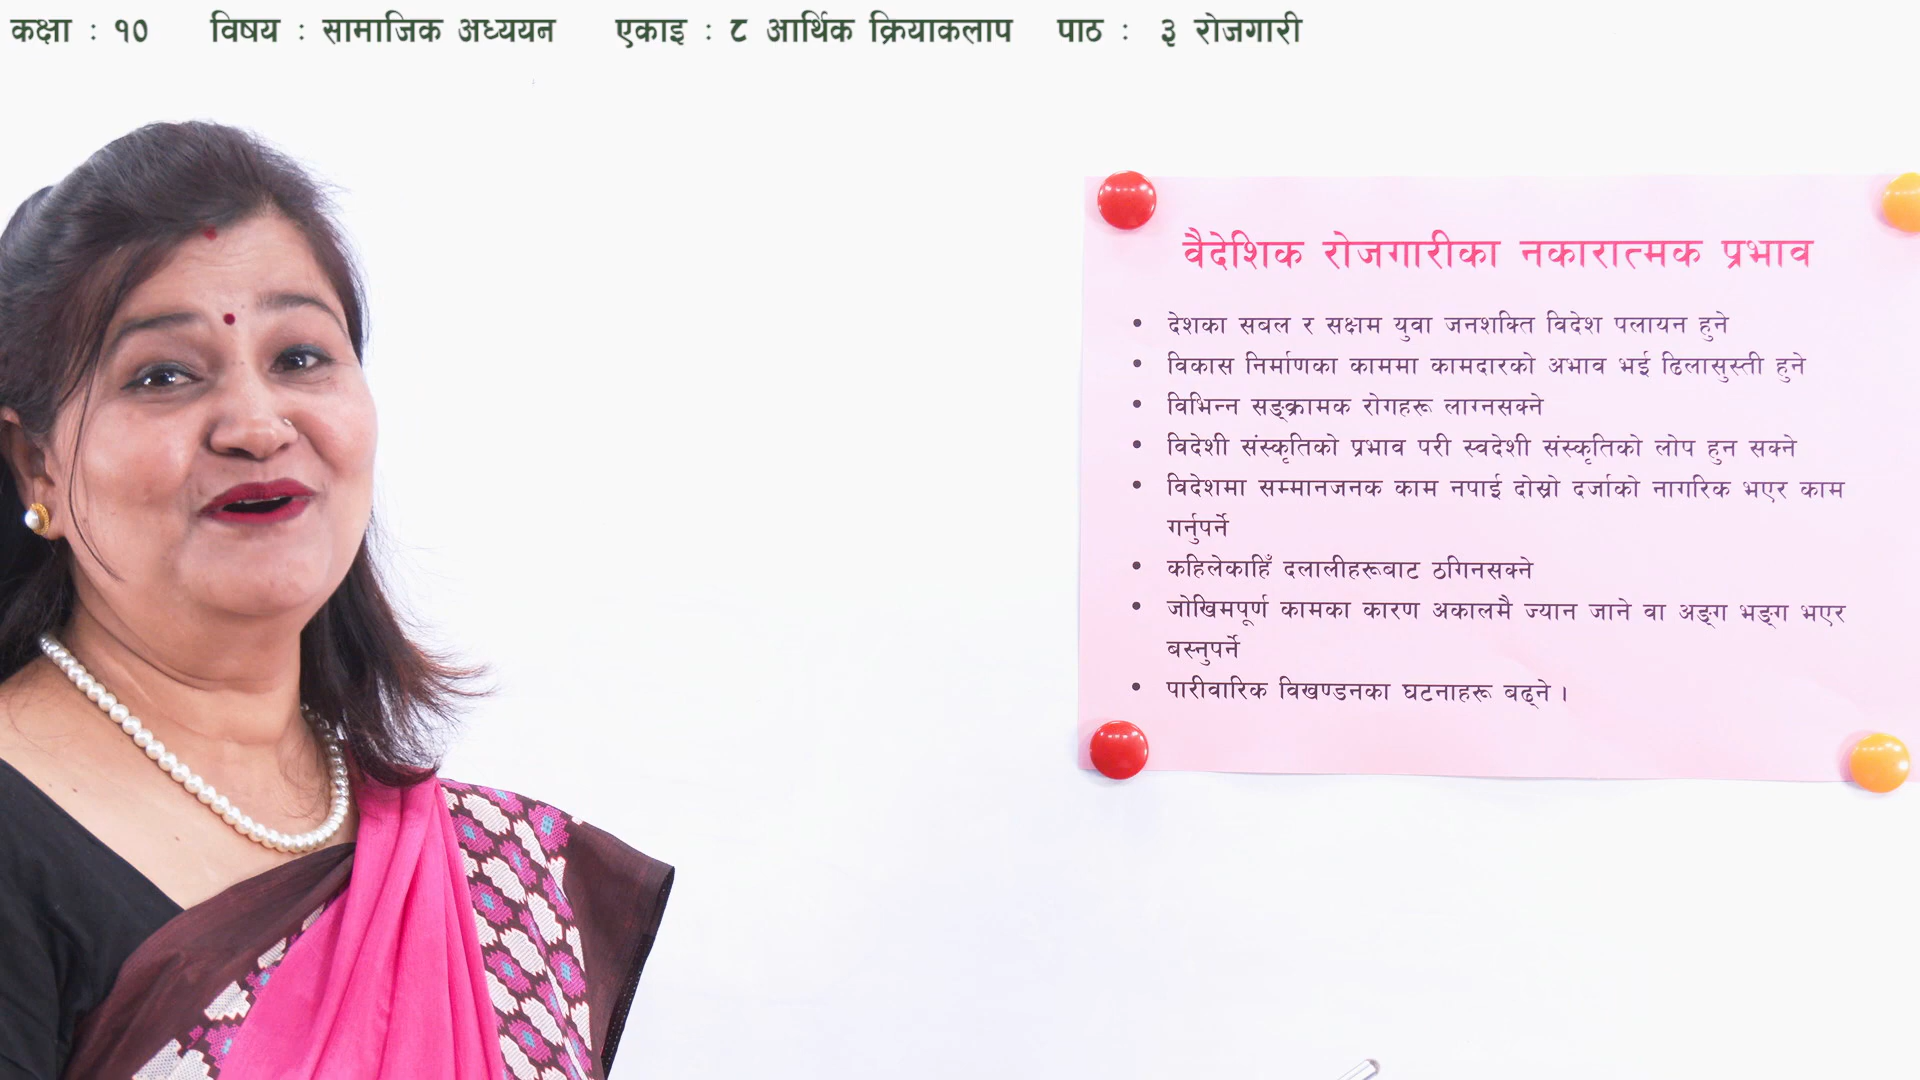 कक्षा : १० विषय : सामाजिक अध्ययन एकाइ : ८ आर्थिक क्रियाकलाप पाठ : ३ रोजगारी
वैदेशिक रोजगारीका नकारात्मक प्रभाव
• देशका सबल र सक्षम युवा जनशक्ति विदेश पलायन हुने
• विकास निर्माणका काममा कामदारको अभाव भई ढिलासुस्ती हुने
• विभिन्न सङ्क्रामक रोगहरू लाग्नसक्ने
• विदेशी संस्कृतिको प्रभाव परी स्वदेशी संस्कृतिको लोप हुन सक्ने
• विदेशमा सम्मानजनक काम नपाई दोस्रो दर्जाको नागरिक भएर काम
गर्नुपर्ने
• कहिलेकाहिँ दलालीहरूबाट ठगिनसक्ने
• जोखिमपूर्ण कामका कारण अकालमै ज्यान जाने वा अङ्ग भङ्ग भएर
बस्नुपर्ने
• पारीवारिक विखण्डनका घटनाहरू बढ्ने ।